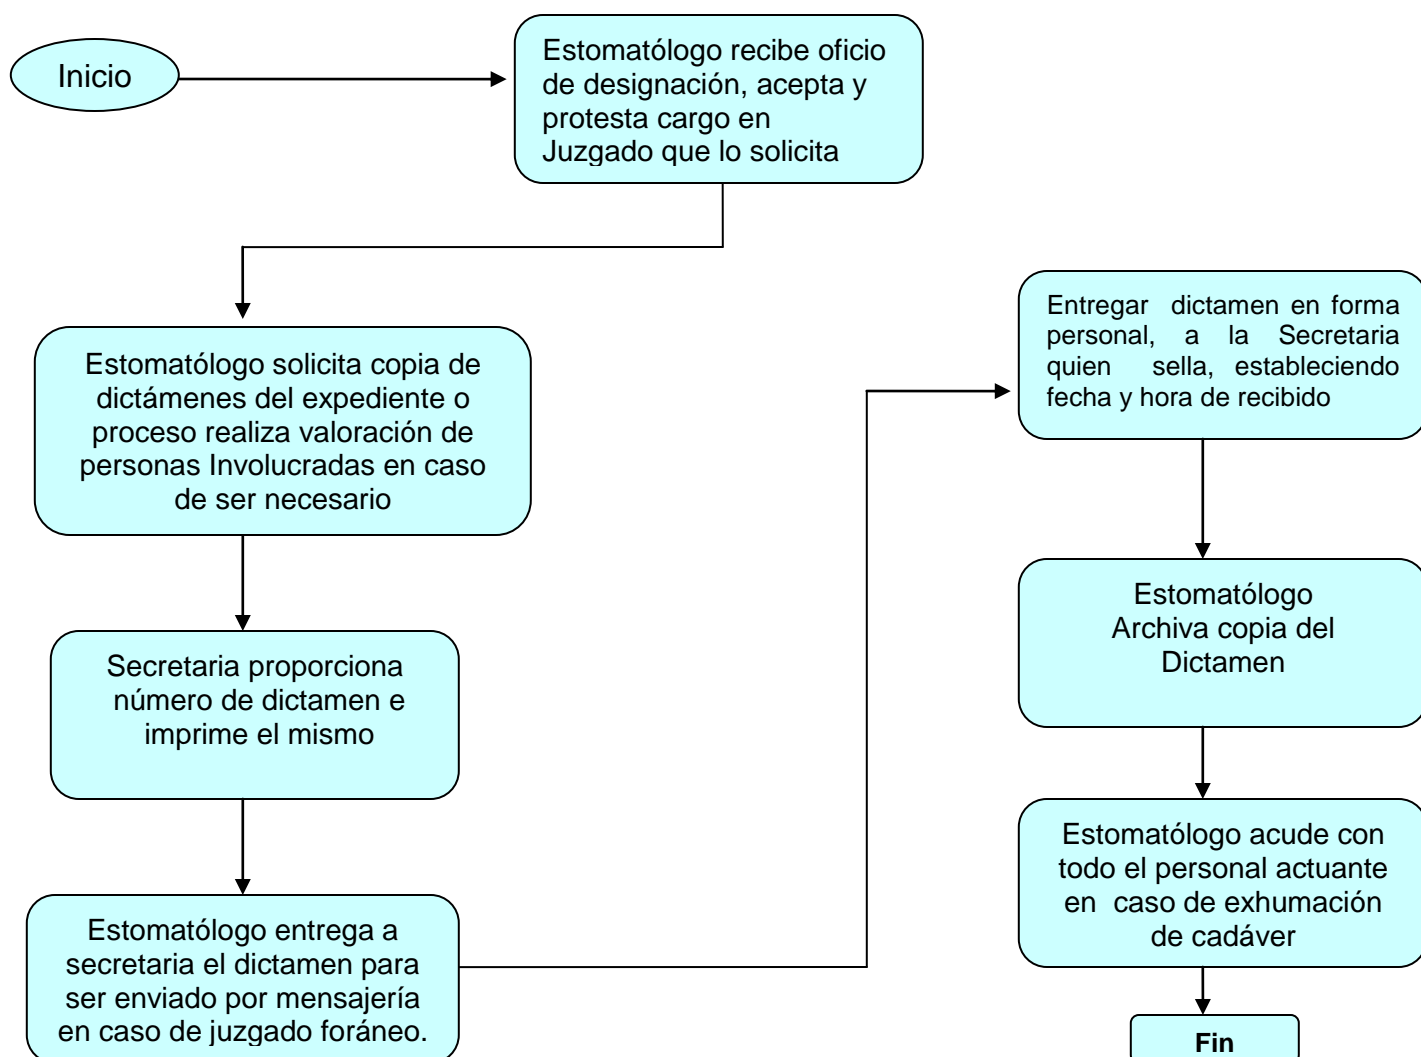 Inicio
Estomatólogo recibe oficio
de designación, acepta y
protesta cargo en
Juzgado que lo solicita
Estomatólogo solicita copia de
dictámenes del expediente o
proceso realiza valoración de
personas Involucradas en caso
de ser necesario
Secretaria proporciona
número de dictamen e
imprime el mismo
Estomatólogo entrega a
secretaria el dictamen para
ser enviado por mensajería
en caso de juzgado foráneo.
Entregar dictamen en forma
personal, a la Secretaria
quien sella, estableciendo
fecha y hora de recibido
Estomatólogo
Archiva copia del
Dictamen
Estomatólogo acude con
todo el personal actuante
en caso de exhumación
de cadáver
Fin